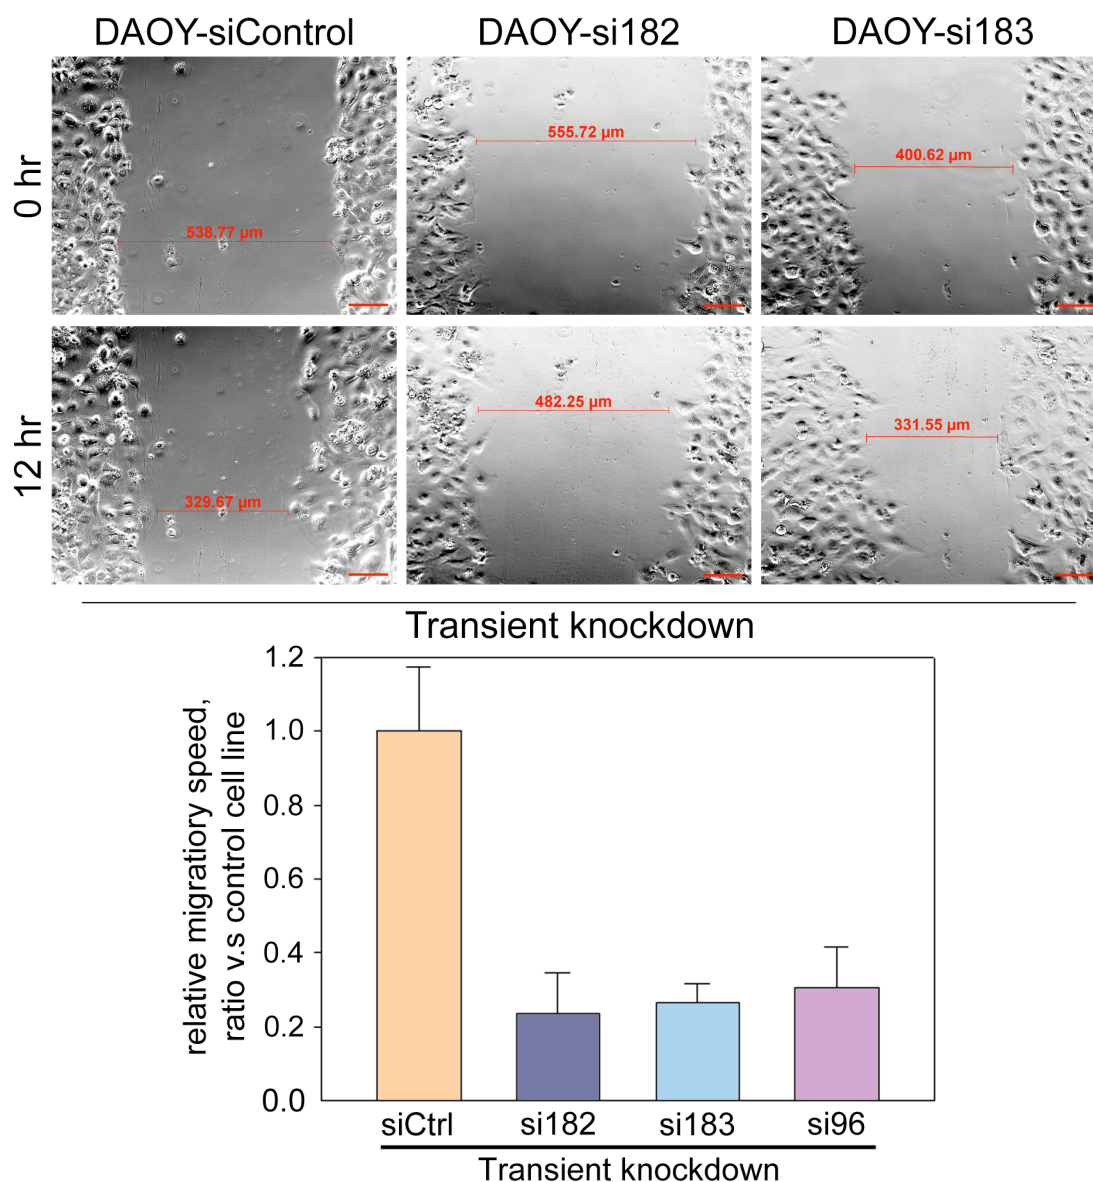 DAOY-siControl DAOY-si182 DAOY-si183
0 hr
538.77 µm
555.72 µm
400.62 µm
12 hr
329.67 µm
482.25 µm
331.55 µm
Transient knockdown
relative migratiory speed,
ratio v.s control cell line
1.2
1.0
0.8
0.6
0.4
0.2
0.0
siCtrl si182 si183 si96
Transient knockdown